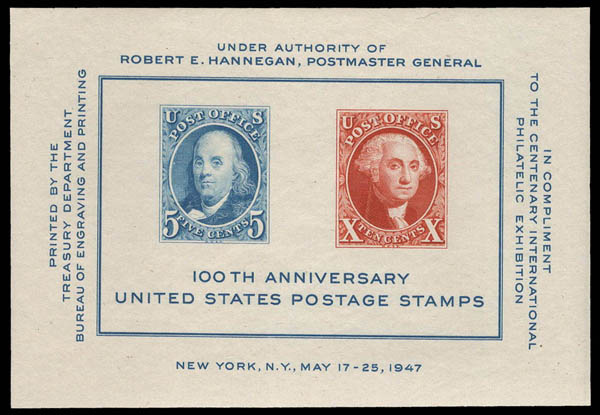 UNDER AUTHORITY OF
ROBERT E. HANNEGAN, POSTMASTER GENERAL
PRINTED BY THE
TREASURY DEPARTMENT
BUREAU OF ENGRAVING AND PRINTING
U S
POST OFFICE
5 5
FIVE CENTS
U S
POST OFFICE
X X
TEN CENTS
100TH ANNIVERSARY
UNITED STATES POSTAGE STAMPS
IN COMPLIMENT
TO THE CENTENARY INTERNATIONAL
PHILATELIC EXHIBITION
NEW YORK, N.Y., MAY 17-25, 1947